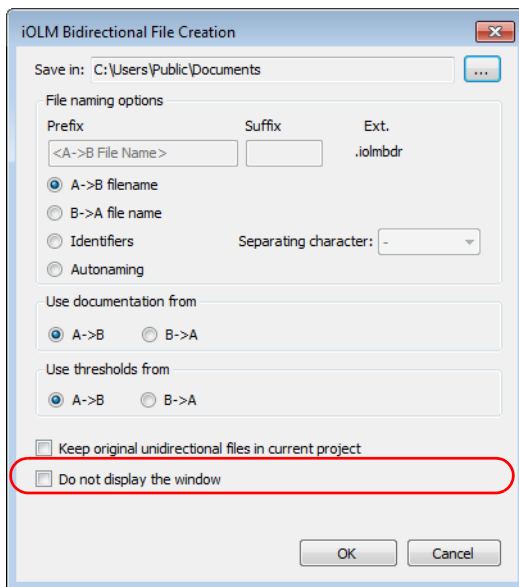 iOLM Bidirectional File Creation
Save in: C:\Users\Public\Documents ...
File naming options
Prefix Suffix Ext.
<A->B File Name> .iolmbdr
A->B filename
B->A file name
Identifiers Separating character: -
Autonaming
Use documentation from
A->B B->A
Use thresholds from
A->B B->A
Keep original unidirectional files in current project
Do not display the window
OK Cancel